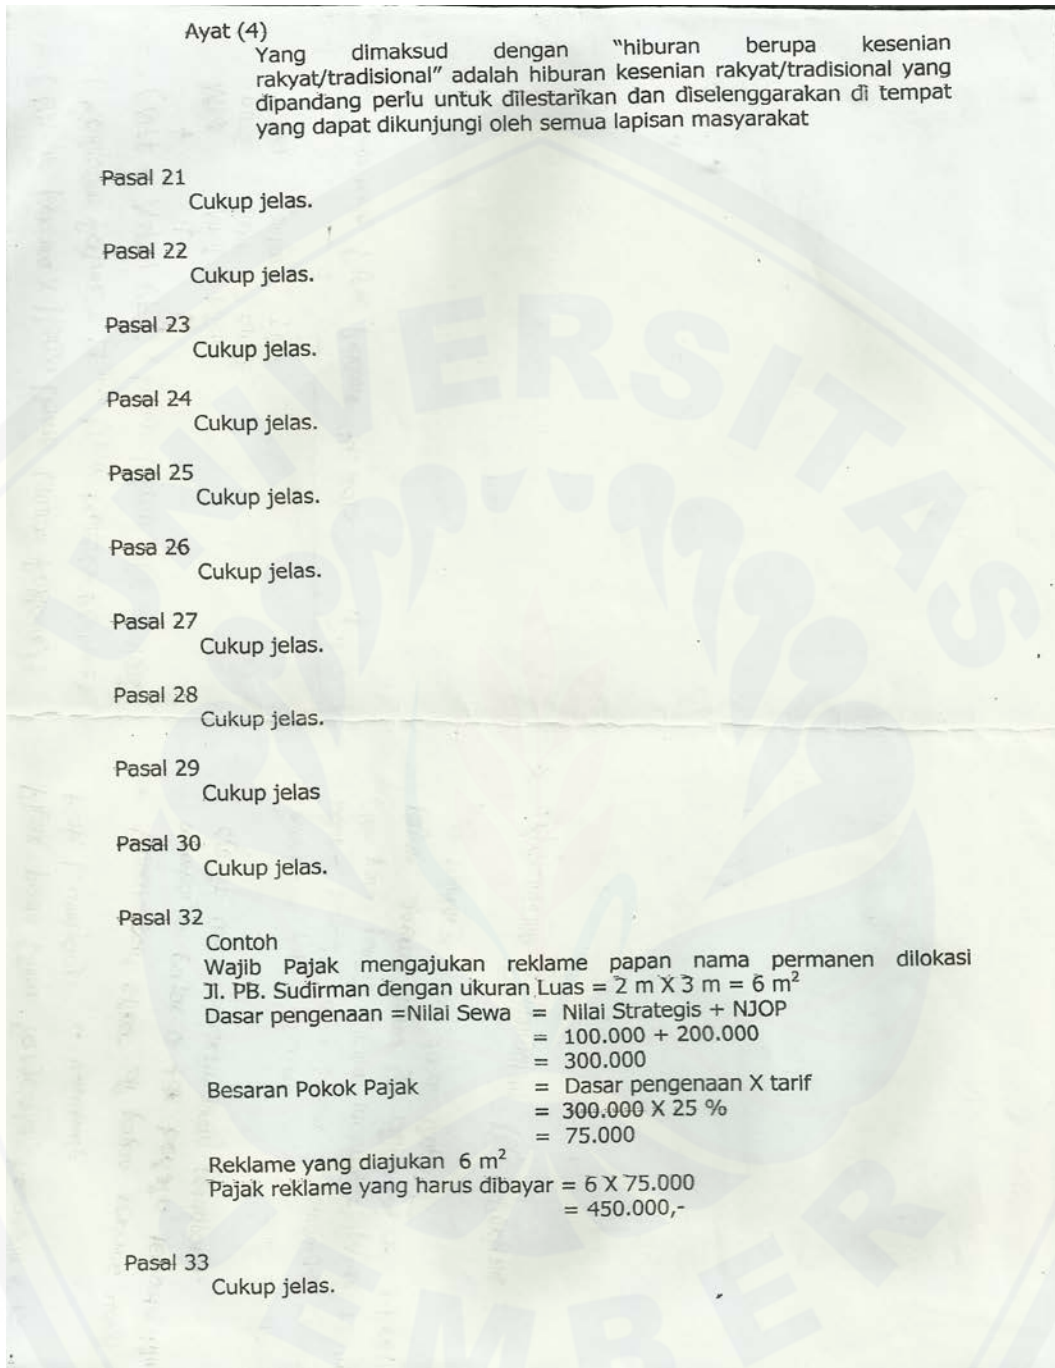 Ayat (4)
Yang dimaksud dengan "hiburan berupa kesenian
rakyat/tradisional" adalah hiburan kesenian rakyat/tradisional yang
dipandang perlu untuk dilestarikan dan diselenggarakan di tempat
yang dapat dikunjungi oleh semua lapisan masyarakat
Pasal 21
Cukup jelas.
Pasal 22
Cukup jelas.
Pasal 23
Cukup jelas.
Pasal 24
Cukup jelas.
Pasal 25
Cukup jelas.
Pasa 26
Cukup jelas.
Pasal 27
Cukup jelas.
Pasal 28
Cukup jelas.
Pasal 29
Cukup jelas
Pasal 30
Cukup jelas.
Pasal 32
Contoh
Wajib Pajak mengajukan reklame papan nama permanen dilokasi
Jl. PB. Sudirman dengan ukuran Luas = 2 m X 3 m = 6 m²
Dasar pengenaan =Nilai Sewa = Nilai Strategis + NJOP
= 100.000 + 200.000
= 300.000
Besaran Pokok Pajak = Dasar pengenaan X tarif
= 300.000 X 25 %
= 75.000
Reklame yang diajukan 6 m²
Pajak reklame yang harus dibayar = 6 X 75.000
= 450.000,-
Pasal 33
Cukup jelas.
UNIVERSITAS
JEMBER